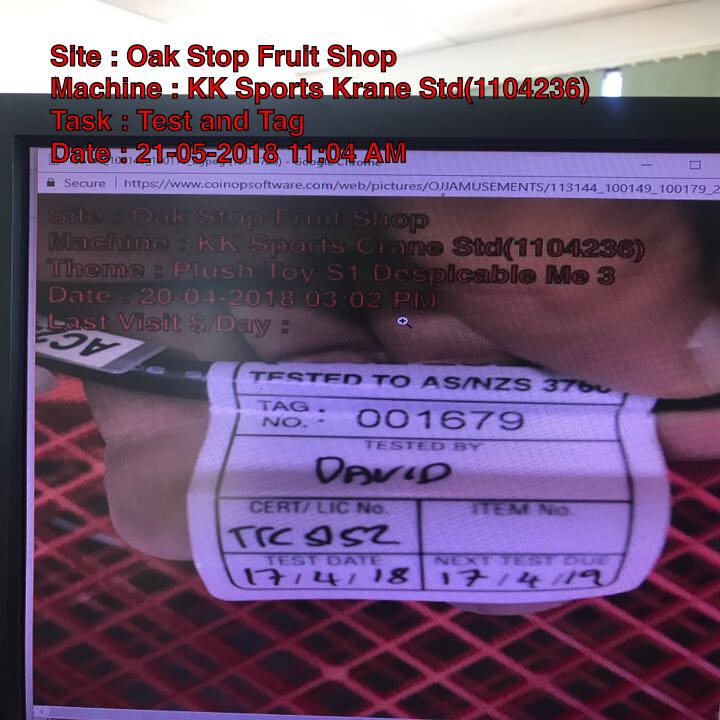 Site : Oak Stop Fruit Shop
Machine : KK Sports Krane Std(1104236)
Task : Test and Tag
Date : 21-05-2018 11:04 AM
Google Chrome
Secure | https://www.coinopsoftware.com/web/pictures/OJJAMUSEMENTS/113144_100149_100179_2
Site : Oak Stop Fruit Shop
Machine : KK Sports Crane Std(1104236)
Theme : Plush Toy S1 Despicable Me 3
Date : 20-04-2018 03:02 PM
Last Visit $/Day :
TESTED TO AS/NZS 3760
TAG NO. : 001679
TESTED BY
DAVID
CERT/ LIC No. ITEM No.
TEST DATE NEXT TEST DUE
17/4/18 17/4/19